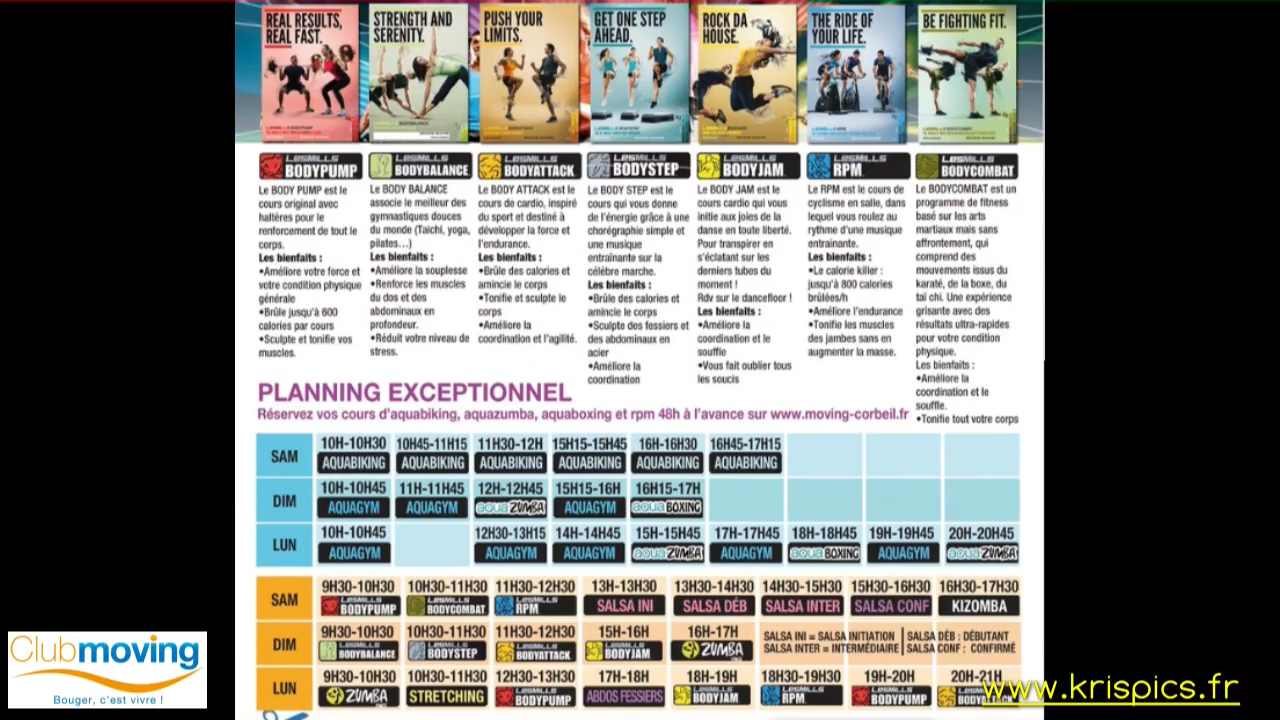 REAL RESULTS,
REAL FAST.
STRENGTH AND
SERENITY.
PUSH YOUR
LIMITS.
GET ONE STEP
AHEAD.
ROCK DA
HOUSE.
THE RIDE OF
YOUR LIFE.
BE FIGHTING FIT.
LESMILLS
BODYPUMP
LESMILLS
BODYBALANCE
LESMILLS
BODYATTACK
LESMILLS
BODYSTEP
LESMILLS
BODYJAM
LESMILLS
RPM
LESMILLS
BODYCOMBAT
Le BODY PUMP est le
cours original avec
haltères pour le
renforcement de tout le
corps.
Les bienfaits :
•Améliore votre force et
votre condition physique
générale
•Brûle jusqu'à 600
calories par cours
•Sculpte et tonifie vos
muscles.
Le BODY BALANCE
associe le meilleur des
gymnastiques douces
du monde (Taichi, yoga,
pilates...)
Les bienfaits :
•Améliore la souplesse
•Renforce les muscles
du dos et des
abdominaux en
profondeur.
•Réduit votre niveau de
stress.
Le BODY ATTACK est le
cours de cardio, inspiré
du sport et destiné à
développer la force et
l'endurance.
Les bienfaits :
•Brûle des calories et
amincie le corps
•Tonifie et sculpte le
corps
•Améliore la
coordination et l'agilité.
Le BODY STEP est le
cours qui vous donne
de l'énergie grâce à une
chorégraphie simple et
une musique
entraînante sur la
célèbre marche.
Les bienfaits :
•Brûle des calories et
amincie le corps
•Sculpte des fessiers et
des abdominaux en
acier
•Améliore la
coordination
Le BODY JAM est le
cours cardio qui vous
initie aux joies de la
danse en toute liberté.
Pour transpirer en
s'éclatant sur les
derniers tubes du
moment !
Rdv sur le dancefloor !
Les bienfaits :
•Améliore la
coordination et le
souffle
•Vous fait oublier tous
les soucis
Le RPM est le cours de
cyclisme en salle, dans
lequel vous roulez au
rythme d'une musique
entrainante.
Les bienfaits :
•Le calorie killer :
jusqu'à 800 calories
brûlées/h
•Améliore l'endurance
•Tonifie les muscles
des jambes sans en
augmenter la masse.
Le BODYCOMBAT est un
programme de fitness
basé sur les arts
martiaux mais sans
affrontement, qui
comprend des
mouvements issus du
karaté, de la boxe, du
taï chi. Une expérience
grisante avec des
résultats ultra-rapides
pour votre condition
physique.
Les bienfaits :
•Améliore la
coordination et le
souffle.
•Tonifie tout votre corps
PLANNING EXCEPTIONNEL
Réservez vos cours d'aquabiking, aquazumba, aquaboxing et rpm 48h à l'avance sur www.moving-corbeil.fr
SAM
10H-10H30 10H45-11H15 11H30-12H 15H15-15H45 16H-16H30 16H45-17H15
AQUABIKING AQUABIKING AQUABIKING AQUABIKING AQUABIKING AQUABIKING
DIM
10H-10H45 11H-11H45 12H-12H45 15H15-16H 16H15-17H
AQUAGYM AQUAGYM aqua ZUMBA AQUAGYM aqua BOXING
LUN
10H-10H45 12H30-13H15 14H-14H45 15H-15H45 17H-17H45 18H-18H45 19H-19H45 20H-20H45
AQUAGYM AQUAGYM AQUAGYM aqua ZUMBA AQUAGYM aqua BOXING AQUAGYM aqua ZUMBA
SAM
9H30-10H30 10H30-11H30 11H30-12H30 13H-13H30 13H30-14H30 14H30-15H30 15H30-16H30 16H30-17H30
LESMILLS BODYPUMP LESMILLS BODYCOMBAT LESMILLS RPM SALSA INI SALSA DÉB SALSA INTER SALSA CONF KIZOMBA
DIM
9H30-10H30 10H30-11H30 11H30-12H30 15H-16H 16H-17H
LESMILLS BODYBALANCE LESMILLS BODYSTEP LESMILLS BODYATTACK LESMILLS BODYJAM ZUMBA
SALSA INI = SALSA INITIATION | SALSA DÉB : DÉBUTANT
SALSA INTER = INTERMÉDIAIRE | SALSA CONF : CONFIRMÉ
LUN
9H30-10H30 10H30-11H30 12H30-13H30 17H-18H 18H-19H 18H30-19H30 19H-20H 20H-21H
ZUMBA STRETCHING LESMILLS BODYPUMP ABDOS FESSIERS LESMILLS BODYJAM LESMILLS RPM LESMILLS BODYPUMP
Clubmoving
Bouger, c'est vivre !
www.krispics.fr